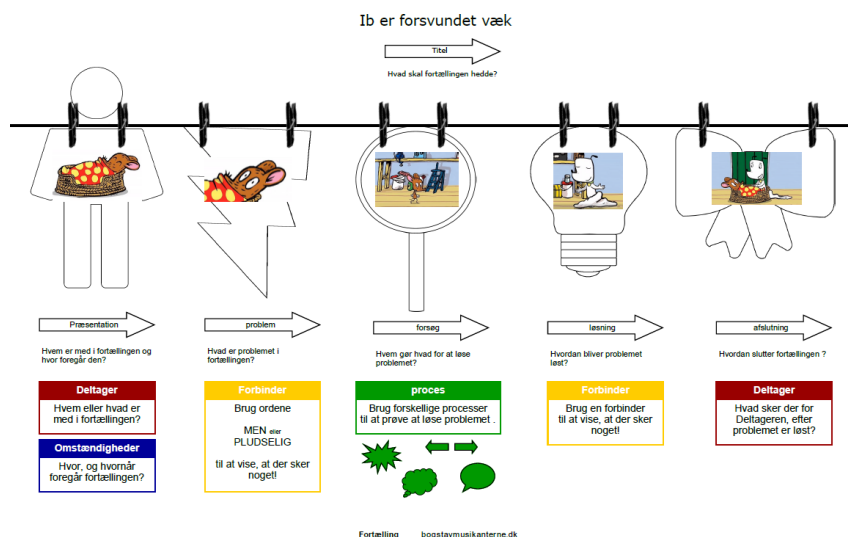 Ib er forsvundet væk
Titel
Hvad skal fortællingen hedde?
Præsentation
Hvem er med i fortællingen og
hvor foregår den?
Deltager
Hvem eller hvad er
med i fortællingen?
Omstændigheder
Hvor, og hvornår
foregår fortællingen?
problem
Hvad er problemet i
fortællingen?
Forbinder
Brug ordene
MEN eller
PLUDSELIG
til at vise, at der sker
noget!
forsøg
Hvem gør hvad for at løse
problemet?
proces
Brug forskellige processer
til at prøve at løse problemet .
løsning
Hvordan bliver problemet
løst?
Forbinder
Brug en forbinder
til at vise, at der sker
noget!
afslutning
Hvordan slutter fortællingen ?
Deltager
Hvad sker der for
Deltageren, efter
problemet er løst?
Fortælling bogstavmusikanterne.dk